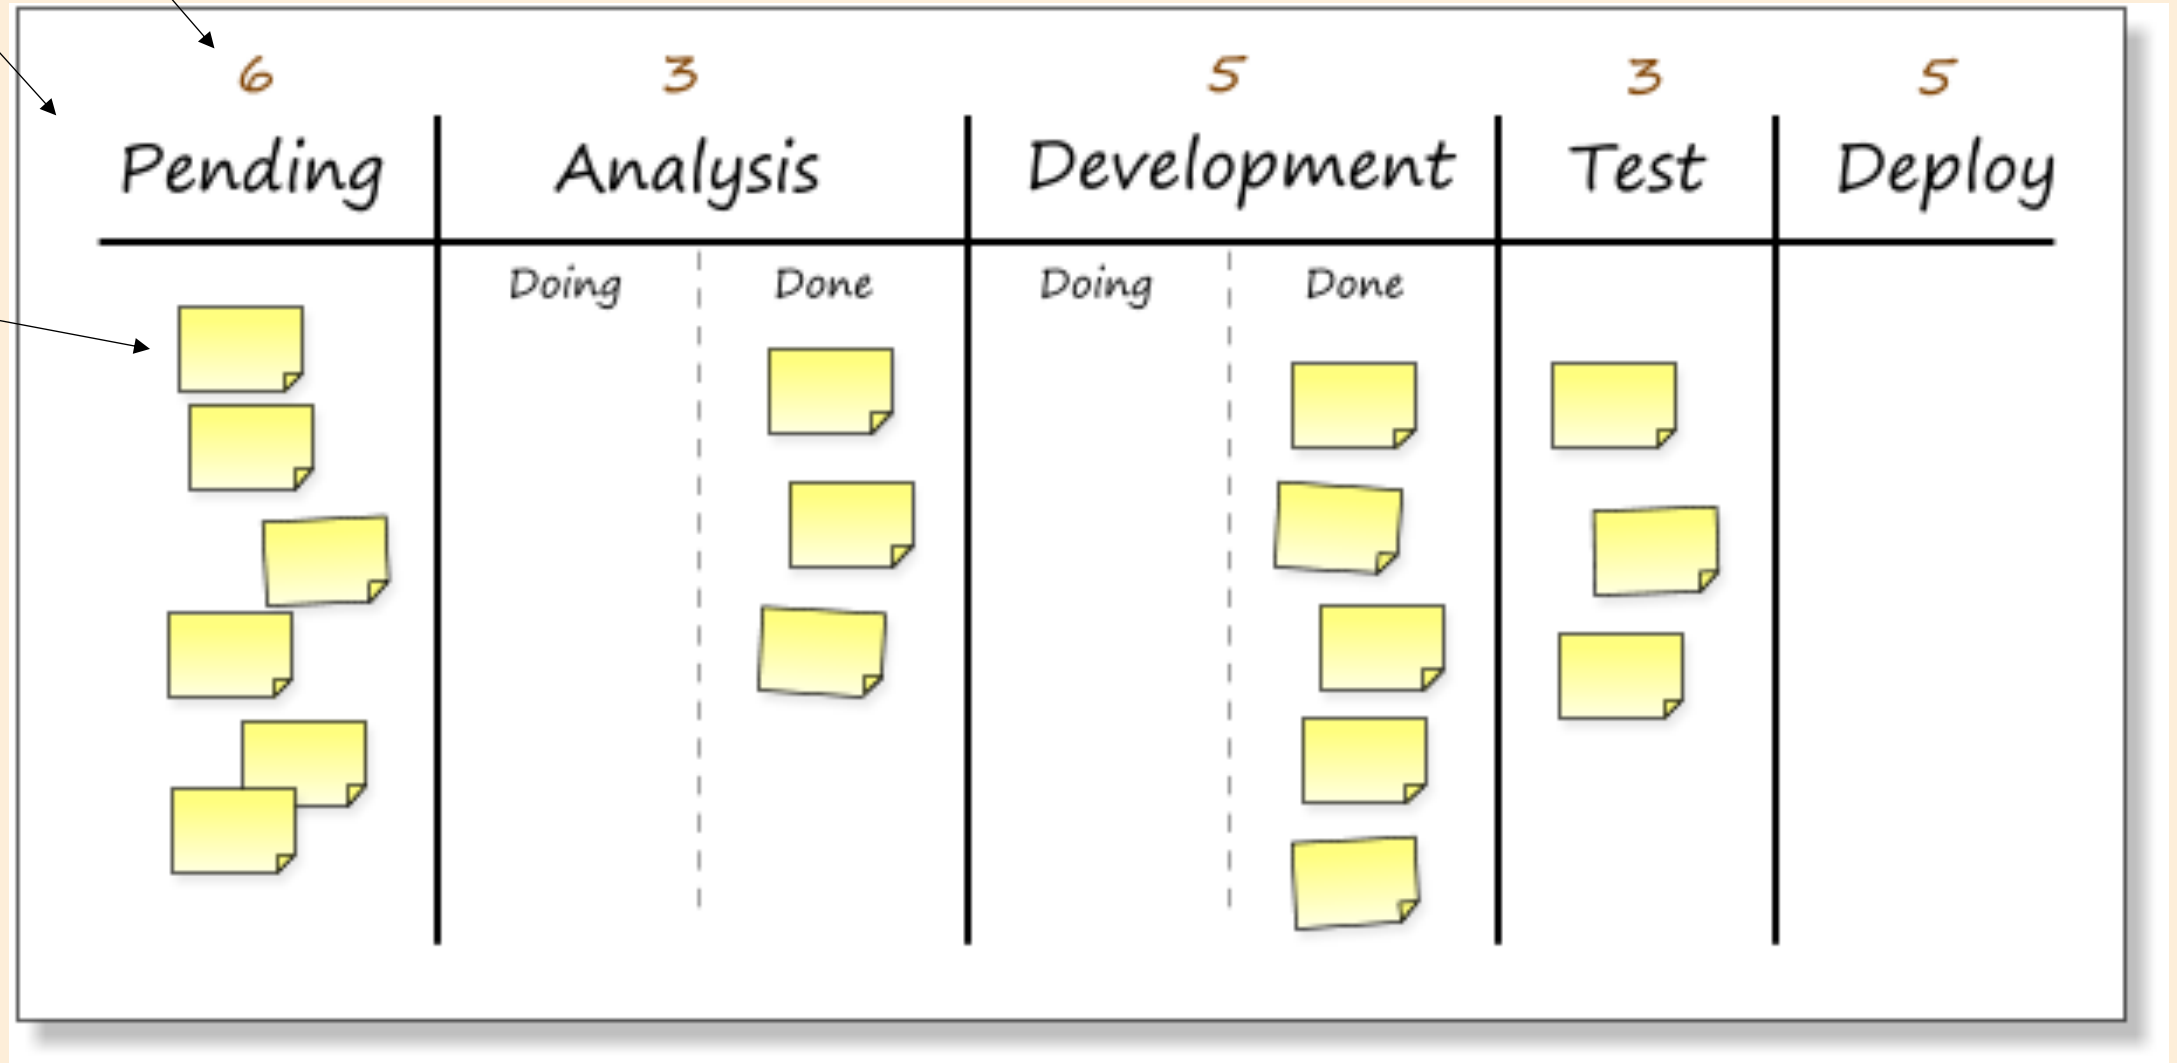 6 3 5 3 5
Pending Analysis Development Test Deploy
Doing Done Doing Done